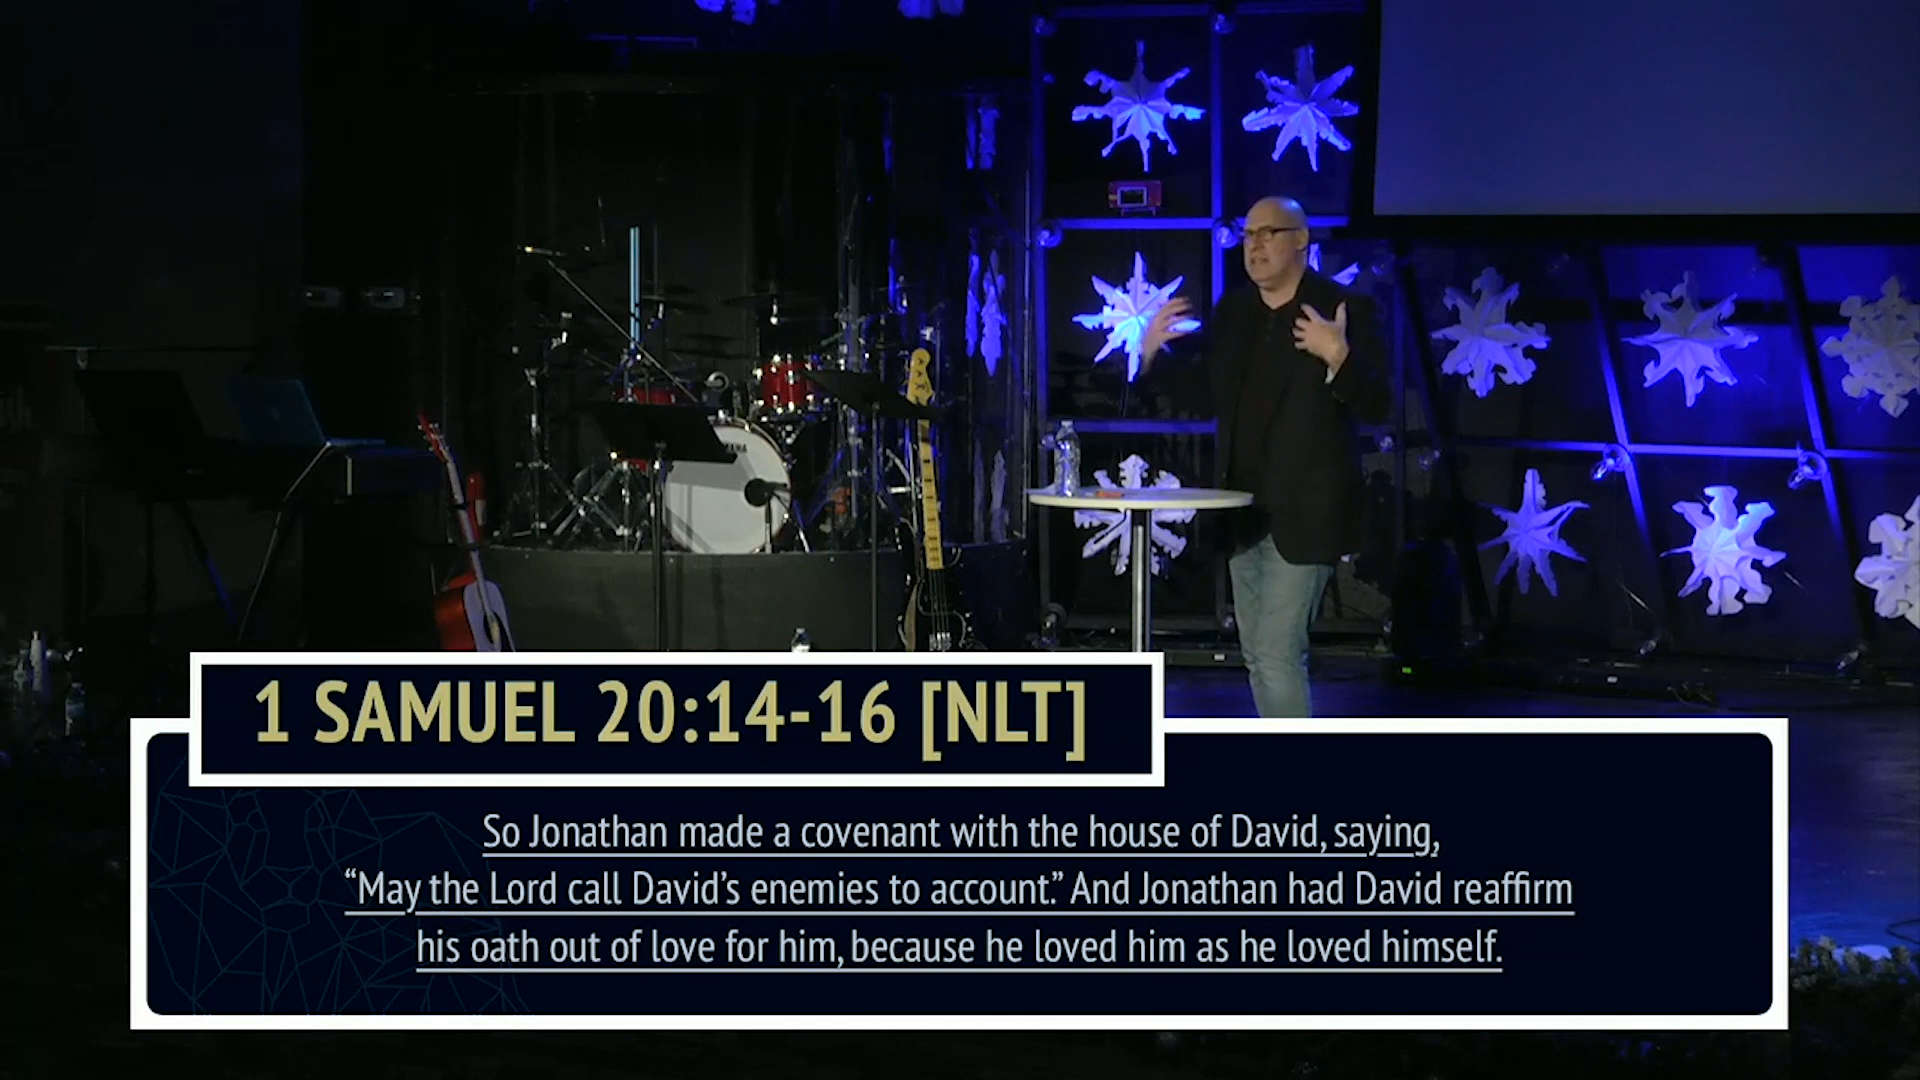 1 SAMUEL 20:14-16 [NLT]
So Jonathan made a covenant with the house of David, saying,
“May the Lord call David’s enemies to account.” And Jonathan had David reaffirm
his oath out of love for him, because he loved him as he loved himself.